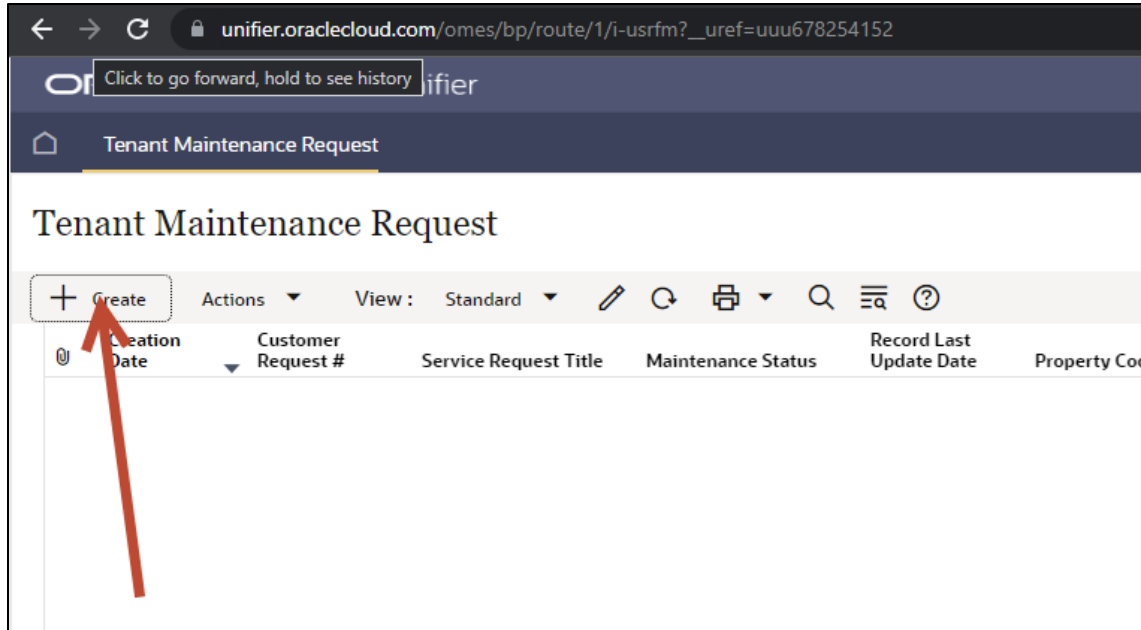 unifier.oraclecloud.com/omes/bp/route/1/i-usrfm?__uref=uuu678254152
Click to go forward, hold to see history
Tenant Maintenance Request
Tenant Maintenance Request
Create Actions View : Standard
Creation Date Customer Request # Service Request Title Maintenance Status Record Last Update Date
Property